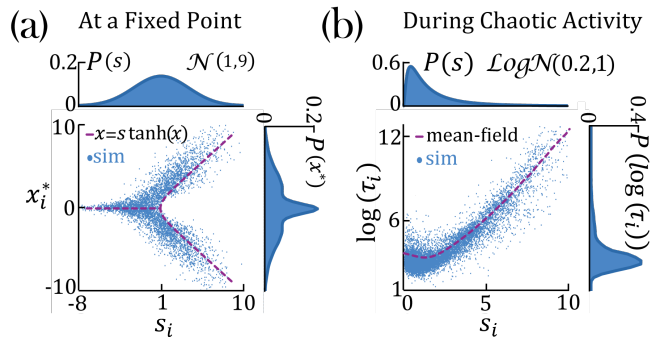 At a Fixed Point
(a)
0.2
P(s)
𝒩(1,9)
0
10
x=s tanh(x)
sim
x_i^*
0
-10
-8
1
10
s_i
0
0.2
P(x*)
During Chaotic Activity
(b)
0.6
P(s)
Log𝒩(0.2,1)
0
12
mean-field
sim
log(τ_i)
6
1
0
5
10
s_i
0
0.4
P(log(τ_i))